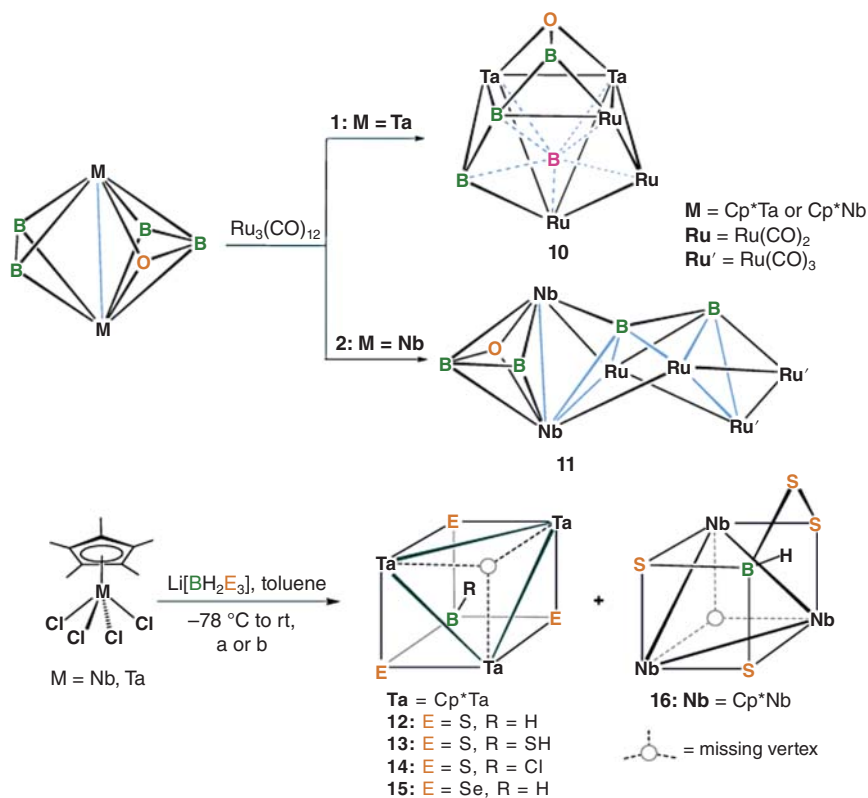 O
B
Ta Ta
1: M = Ta
B Ru
M
B
B B
B
B B
O
Ru₃(CO)₁₂
Ru
Ru
M = Cp*Ta or Cp*Nb
10
Ru = Ru(CO)₂
Ru′ = Ru(CO)₃
M
Nb
B B
2: M = Nb
O
B B
Ru Ru Ru′
Nb Ru′
11
S
E Ta Nb S
H
Li[BH₂E₃], toluene
Ta R S B
M
–78 °C to rt,
a or b
+
Cl Cl
Cl Cl
B E Nb
E Nb S
M = Nb, Ta
Ta
Ta = Cp*Ta
16: Nb = Cp*Nb
12: E = S, R = H
13: E = S, R = SH
= missing vertex
14: E = S, R = Cl
15: E = Se, R = H